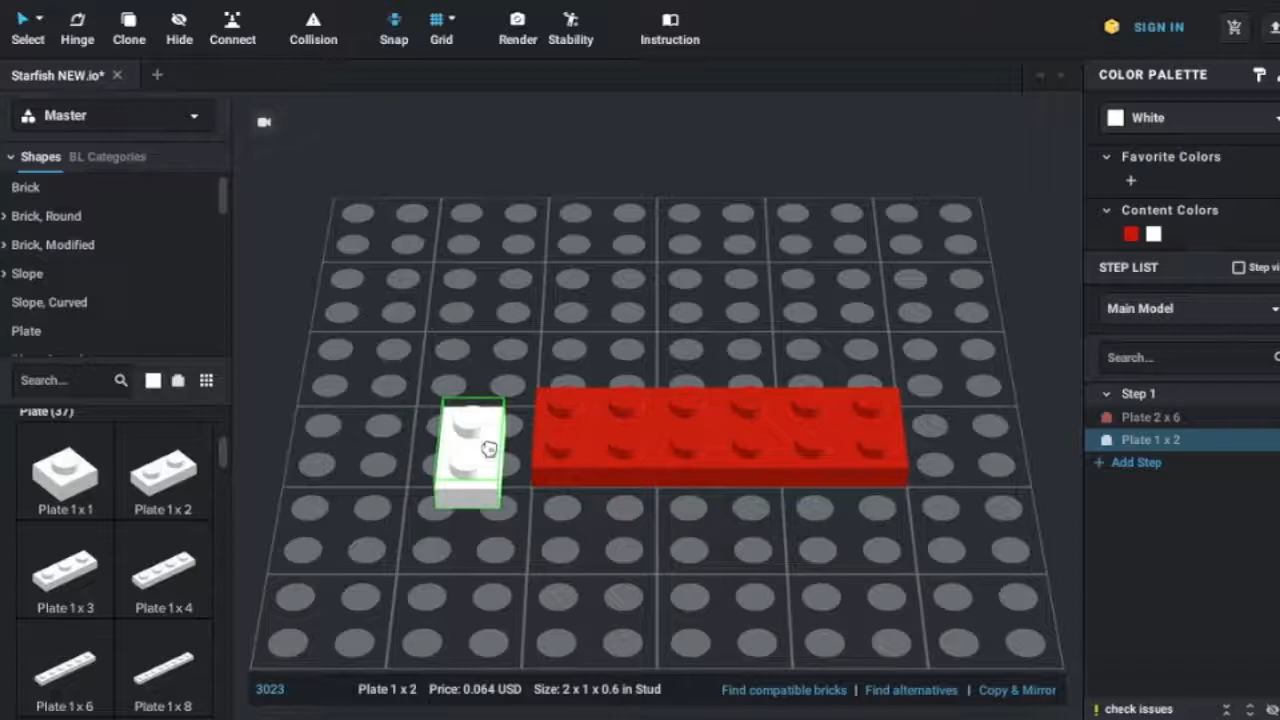 Select Hinge Clone Hide Connect Collision Snap Grid Render Stability Instruction SIGN IN
Starfish NEW.io*
Master
Shapes BL Categories
Brick
Brick, Round
Brick, Modified
Slope
Slope, Curved
Plate
Search...
Plate (37)
Plate 1 x 1 Plate 1 x 2
Plate 1 x 3 Plate 1 x 4
Plate 1 x 6 Plate 1 x 8
3023 Plate 1 x 2 Price: 0.064 USD Size: 2 x 1 x 0.6 in Stud Find compatible bricks | Find alternatives | Copy & Mirror
COLOR PALETTE
White
Favorite Colors
Content Colors
STEP LIST Step vi
Main Model
Search...
Step 1
Plate 2 x 6
Plate 1 x 2
+ Add Step
! check issues